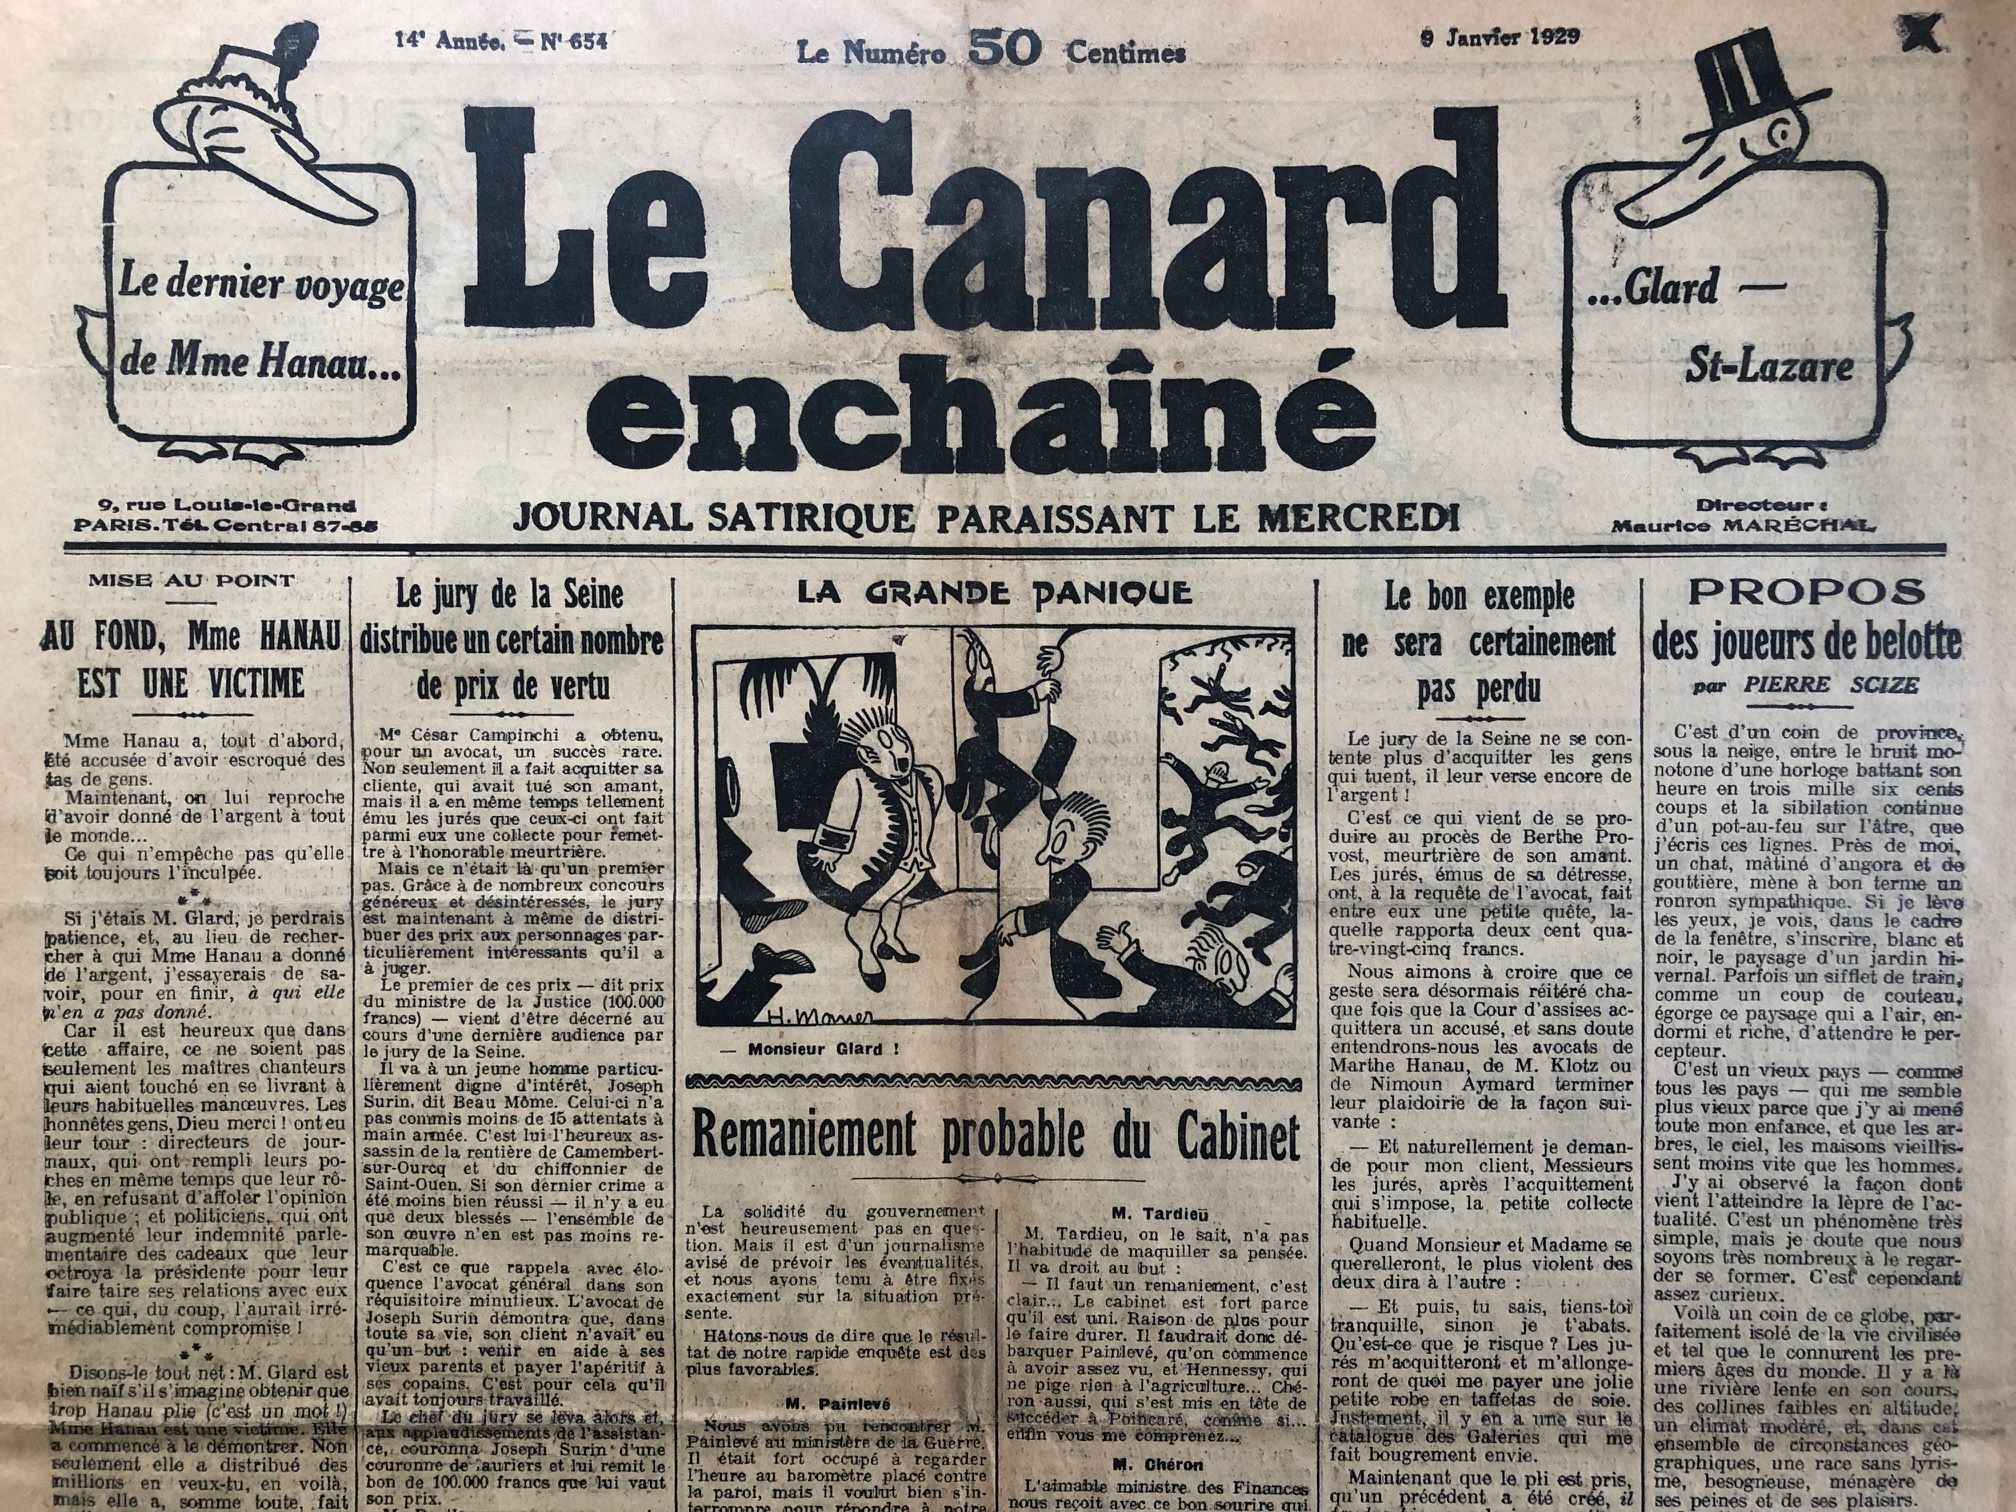 14e Année. — N° 654
Le Numéro 50 Centimes
9 Janvier 1929
Le dernier voyage
de Mme Hanau...
Le Canard
enchaîné
...Glard —
St-Lazare
9, rue Louis-le-Grand
PARIS. Tél. Central 87-
JOURNAL SATIRIQUE PARAISSANT LE MERCREDI
Directeur :
Maurice MARÉCHAL
MISE AU POINT
AU FOND, Mme HANAU
EST UNE VICTIME
Mme Hanau a, tout d'abord,
été accusée d'avoir escroqué des
tas de gens.
Maintenant, on lui reproche
d'avoir donné de l'argent à tout
le monde...
Ce qui n'empêche pas qu'elle
soit toujours l'inculpée.
***
Si j'étais M. Glard, je perdrais
patience, et, au lieu de recher-
cher à qui Mme Hanau a donné
de l'argent, j'essayerais de sa-
voir, pour en finir, à qui elle
n'en a pas donné.
Car il est heureux que dans
cette affaire, ce ne soient pas
seulement les maîtres chanteurs
qui aient touché en se livrant à
leurs habituelles manœuvres. Les
honnêtes gens, Dieu merci ! ont eu
leur tour : directeurs de jour-
naux, qui ont rempli leurs po-
ches en même temps que leur rô-
le, en refusant d'affoler l'opinion
publique ; et politiciens, qui ont
augmenté leur indemnité parle-
mentaire des cadeaux que leur
octroya la présidente pour leur
faire taire ses relations avec eux
— ce qui, du coup, l'aurait irré-
médiablement compromise !
***
Disons-le tout net : M. Glard est
bien naïf s'il s'imagine obtenir que
trop Hanau plie (c'est un mot !)
Mme Hanau est une victime. Elle
a commencé à le démontrer. Non
seulement elle a distribué des
millions en veux-tu, en voilà,
mais elle a, somme toute, fait
Le jury de la Seine
distribue un certain nombre
de prix de vertu
Me César Campinchi a obtenu,
pour un avocat, un succès rare.
Non seulement il a fait acquitter sa
cliente, qui avait tué son amant,
mais il a en même temps tellement
ému les jurés que ceux-ci ont fait
parmi eux une collecte pour remet-
tre à l'honorable meurtrière.
Mais ce n'était là qu'un premier
pas. Grâce à de nombreux concours
généreux et désintéressés, le jury
est maintenant à même de distri-
buer des prix aux personnages par-
ticulièrement intéressants qu'il a
à juger.
Le premier de ces prix — dit prix
du ministre de la Justice (100.000
francs) — vient d'être décerné au
cours d'une dernière audience par
le jury de la Seine.
Il va à un jeune homme particu-
lièrement digne d'intérêt, Joseph
Surin, dit Beau Môme. Celui-ci n'a
pas commis moins de 15 attentats à
main armée. C'est lui l'heureux as-
sassin de la rentière de Camembert-
sur-Ourcq et du chiffonnier de
Saint-Ouen. Si son dernier crime a
été moins bien réussi — il n'y a eu
que deux blessés — l'ensemble de
son œuvre n'en est pas moins re-
marquable.
C'est ce que rappela avec élo-
quence l'avocat général dans son
réquisitoire minutieux. L'avocat de
Joseph Surin démontra que, dans
toute sa vie, son client n'avait eu
qu'un but : venir en aide à ses
vieux parents et payer l'apéritif à
ses copains. C'est pour cela qu'il
avait toujours travaillé.
Le chef du jury se leva alors et,
aux applaudissements de l'assistan-
ce, couronna Joseph Surin d'une
couronne de lauriers et lui remit le
bon de 100.000 francs que lui vaut
son prix.
LA GRANDE PANIQUE
H. Monier
— Monsieur Glard !
Remaniement probable du Cabinet
La solidité du gouvernement
n'est heureusement pas en ques-
tion. Mais il est d'un journaliste
avisé de prévoir les éventualités,
et nous avons tenu à être fixés
exactement sur la situation pré-
sente.
Hâtons-nous de dire que le résul-
tat de notre rapide enquête est des
plus favorables.
M. Painlevé
Nous avons pu rencontrer M.
Painlevé au ministère de la Guerre.
Il était fort occupé à regarder
l'heure au baromètre placé contre
la paroi, mais il voulut bien s'in-
terrompre pour répondre à notre
M. Tardieu
M. Tardieu, on le sait, n'a pas
l'habitude de maquiller sa pensée.
Il va droit au but :
— Il faut un remaniement, c'est
clair... Le cabinet est fort parce
qu'il est uni. Raison de plus pour
le faire durer. Il faudrait donc dé-
barquer Painlevé, qu'on commence
à avoir assez vu, et Hennessy, qui
ne pige rien à l'agriculture... Ché-
ron aussi, qui s'est mis en tête de
succéder à Poincaré, comme si...
enfin vous me comprenez...
M. Chéron
L'aimable ministre des Finances
nous reçoit avec ce bon sourire qui
Le bon exemple
ne sera certainement
pas perdu
Le jury de la Seine ne se con-
tente plus d'acquitter les gens
qui tuent, il leur verse encore de
l'argent !
C'est ce qui vient de se pro-
duire au procès de Berthe Pro-
vost, meurtrière de son amant.
Les jurés, émus de sa détresse,
ont, à la requête de l'avocat, fait
entre eux une petite quête, la-
quelle rapporta deux cent qua-
tre-vingt-cinq francs.
Nous aimons à croire que ce
geste sera désormais réitéré cha-
que fois que la Cour d'assises ac-
quittera un accusé, et sans doute
entendrons-nous les avocats de
Marthe Hanau, de M. Klotz ou
de Nimoun Aymard terminer
leur plaidoirie de la façon sui-
vante :
— Et naturellement je deman-
de pour mon client, Messieurs
les jurés, après l'acquittement
qui s'impose, la petite collecte
habituelle.
Quand Monsieur et Madame se
querelleront, le plus violent des
deux dira à l'autre :
— Et puis, tu sais, tiens-toi
tranquille, sinon je t'abats.
Qu'est-ce que je risque ? Les ju-
rés m'acquitteront et m'allonge-
ront de quoi me payer une jolie
petite robe en taffetas de soie.
Justement, il y en a une sur le
catalogue des Galeries qui me
fait bougrement envie.
Maintenant que le pli est pris,
qu'un précédent a été créé, il
PROPOS
des joueurs de belotte
par PIERRE SCIZE
C'est d'un coin de province,
sous la neige, entre le bruit mo-
notone d'une horloge battant son
heure en trois mille six cents
coups et la sibilation continue
d'un pot-au-feu sur l'âtre, que
j'écris ces lignes. Près de moi,
un chat, mâtiné d'angora et de
gouttière, mène à bon terme un
ronron sympathique. Si je lève
les yeux, je vois, dans le cadre
de la fenêtre, s'inscrire, blanc et
noir, le paysage d'un jardin hi-
vernal. Parfois un sifflet de train,
comme un coup de couteau,
égorge ce paysage qui a l'air, en-
dormi et riche, d'attendre le per-
cepteur.
C'est un vieux pays — comme
tous les pays — qui me semble
plus vieux parce que j'y ai mené
toute mon enfance, et que les ar-
bres, le ciel, les maisons vieillis-
sent moins vite que les hommes.
J'y ai observé la façon dont
vient l'atteindre la lèpre de l'ac-
tualité. C'est un phénomène très
simple, mais je doute que nous
soyons très nombreux à le regar-
der se former. C'est cependant
assez curieux.
Voilà un coin de ce globe, par-
faitement isolé de la vie civilisée
et tel que le connurent les pre-
miers âges du monde. Il y a là
une rivière lente en son cours,
des collines faibles en altitude,
un climat modéré, et, dans cet
ensemble de circonstances géo-
graphiques, une race sans lyris-
me, besogneuse, ménagère de
ses peines et de ses plaisirs.